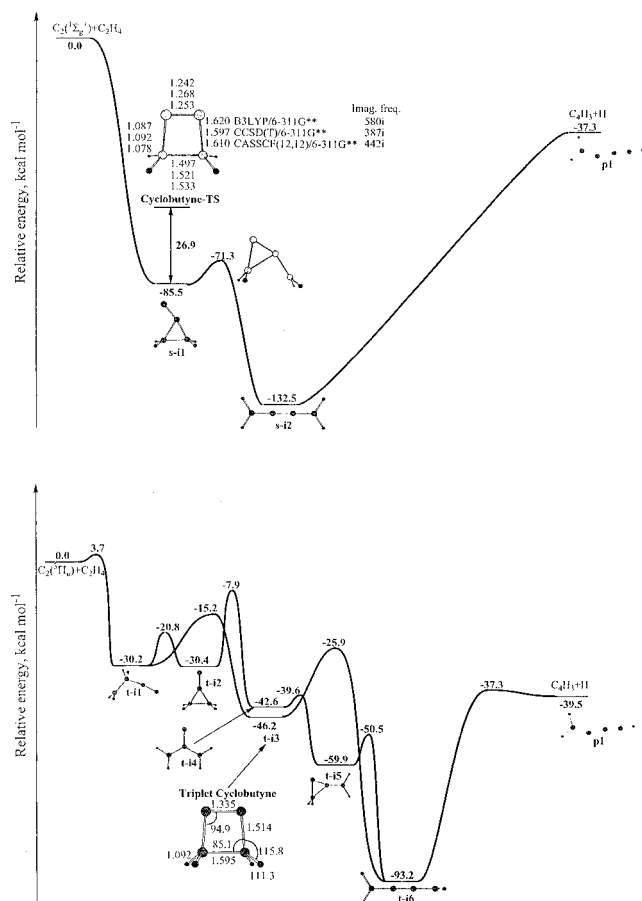 C₂(¹Σg⁺)+C₂H₄
0.0
1.242
1.268
1.253
Imag. freq.
1.087
1.092
1.078
1.620 B3LYP/6-311G** 580i
1.597 CCSD(T)/6-311G** 387i
1.610 CASSCF(12,12)/6-311G** 442i
1.497
1.521
1.533
Cyclobutyne-TS
26.9
C₄H₃+H
-37.3
p1
-71.3
-85.5
s-i1
-132.5
s-i2
Relative energy, kcal mol⁻¹
0.0
3.7
C₂(³Πu)+C₂H₄
-7.9
-15.2
-20.8
-25.9
-30.2
t-i1
-30.4
t-i2
-37.3
C₄H₃+H
-39.5
p1
-42.6
-39.6
-46.2
t-i3
-50.5
t-i4
-59.9
t-i5
Triplet Cyclobutyne
1.335
94.9
1.514
85.1
1.092
1.595
115.8
111.3
-93.2
t-i6
Relative energy, kcal mol⁻¹